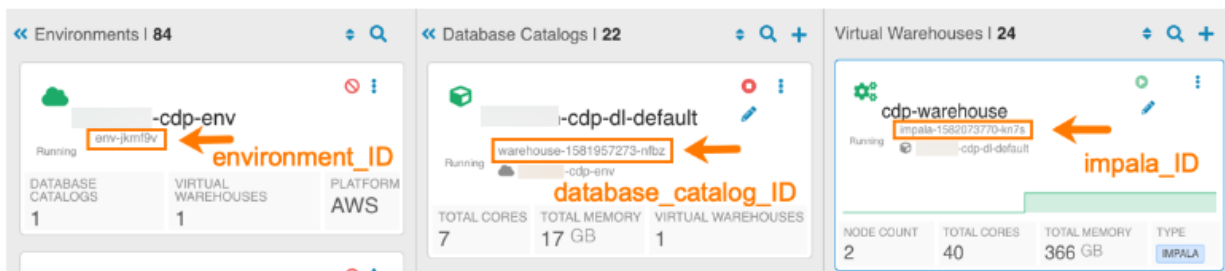 Environments | 84
-cdp-env
env-jkmf9v
Running
environment_ID
DATABASE CATALOGS
1
VIRTUAL WAREHOUSES
1
PLATFORM
AWS
Database Catalogs | 22
-cdp-dl-default
warehouse-1581957273-nfbz
Running
-cdp-env
database_catalog_ID
TOTAL CORES
7
TOTAL MEMORY
17 GB
VIRTUAL WAREHOUSES
1
Virtual Warehouses | 24
cdp-warehouse
impala-1582073770-kn7s
Running
-cdp-dl-default
impala_ID
NODE COUNT
2
TOTAL CORES
40
TOTAL MEMORY
366 GB
TYPE
IMPALA